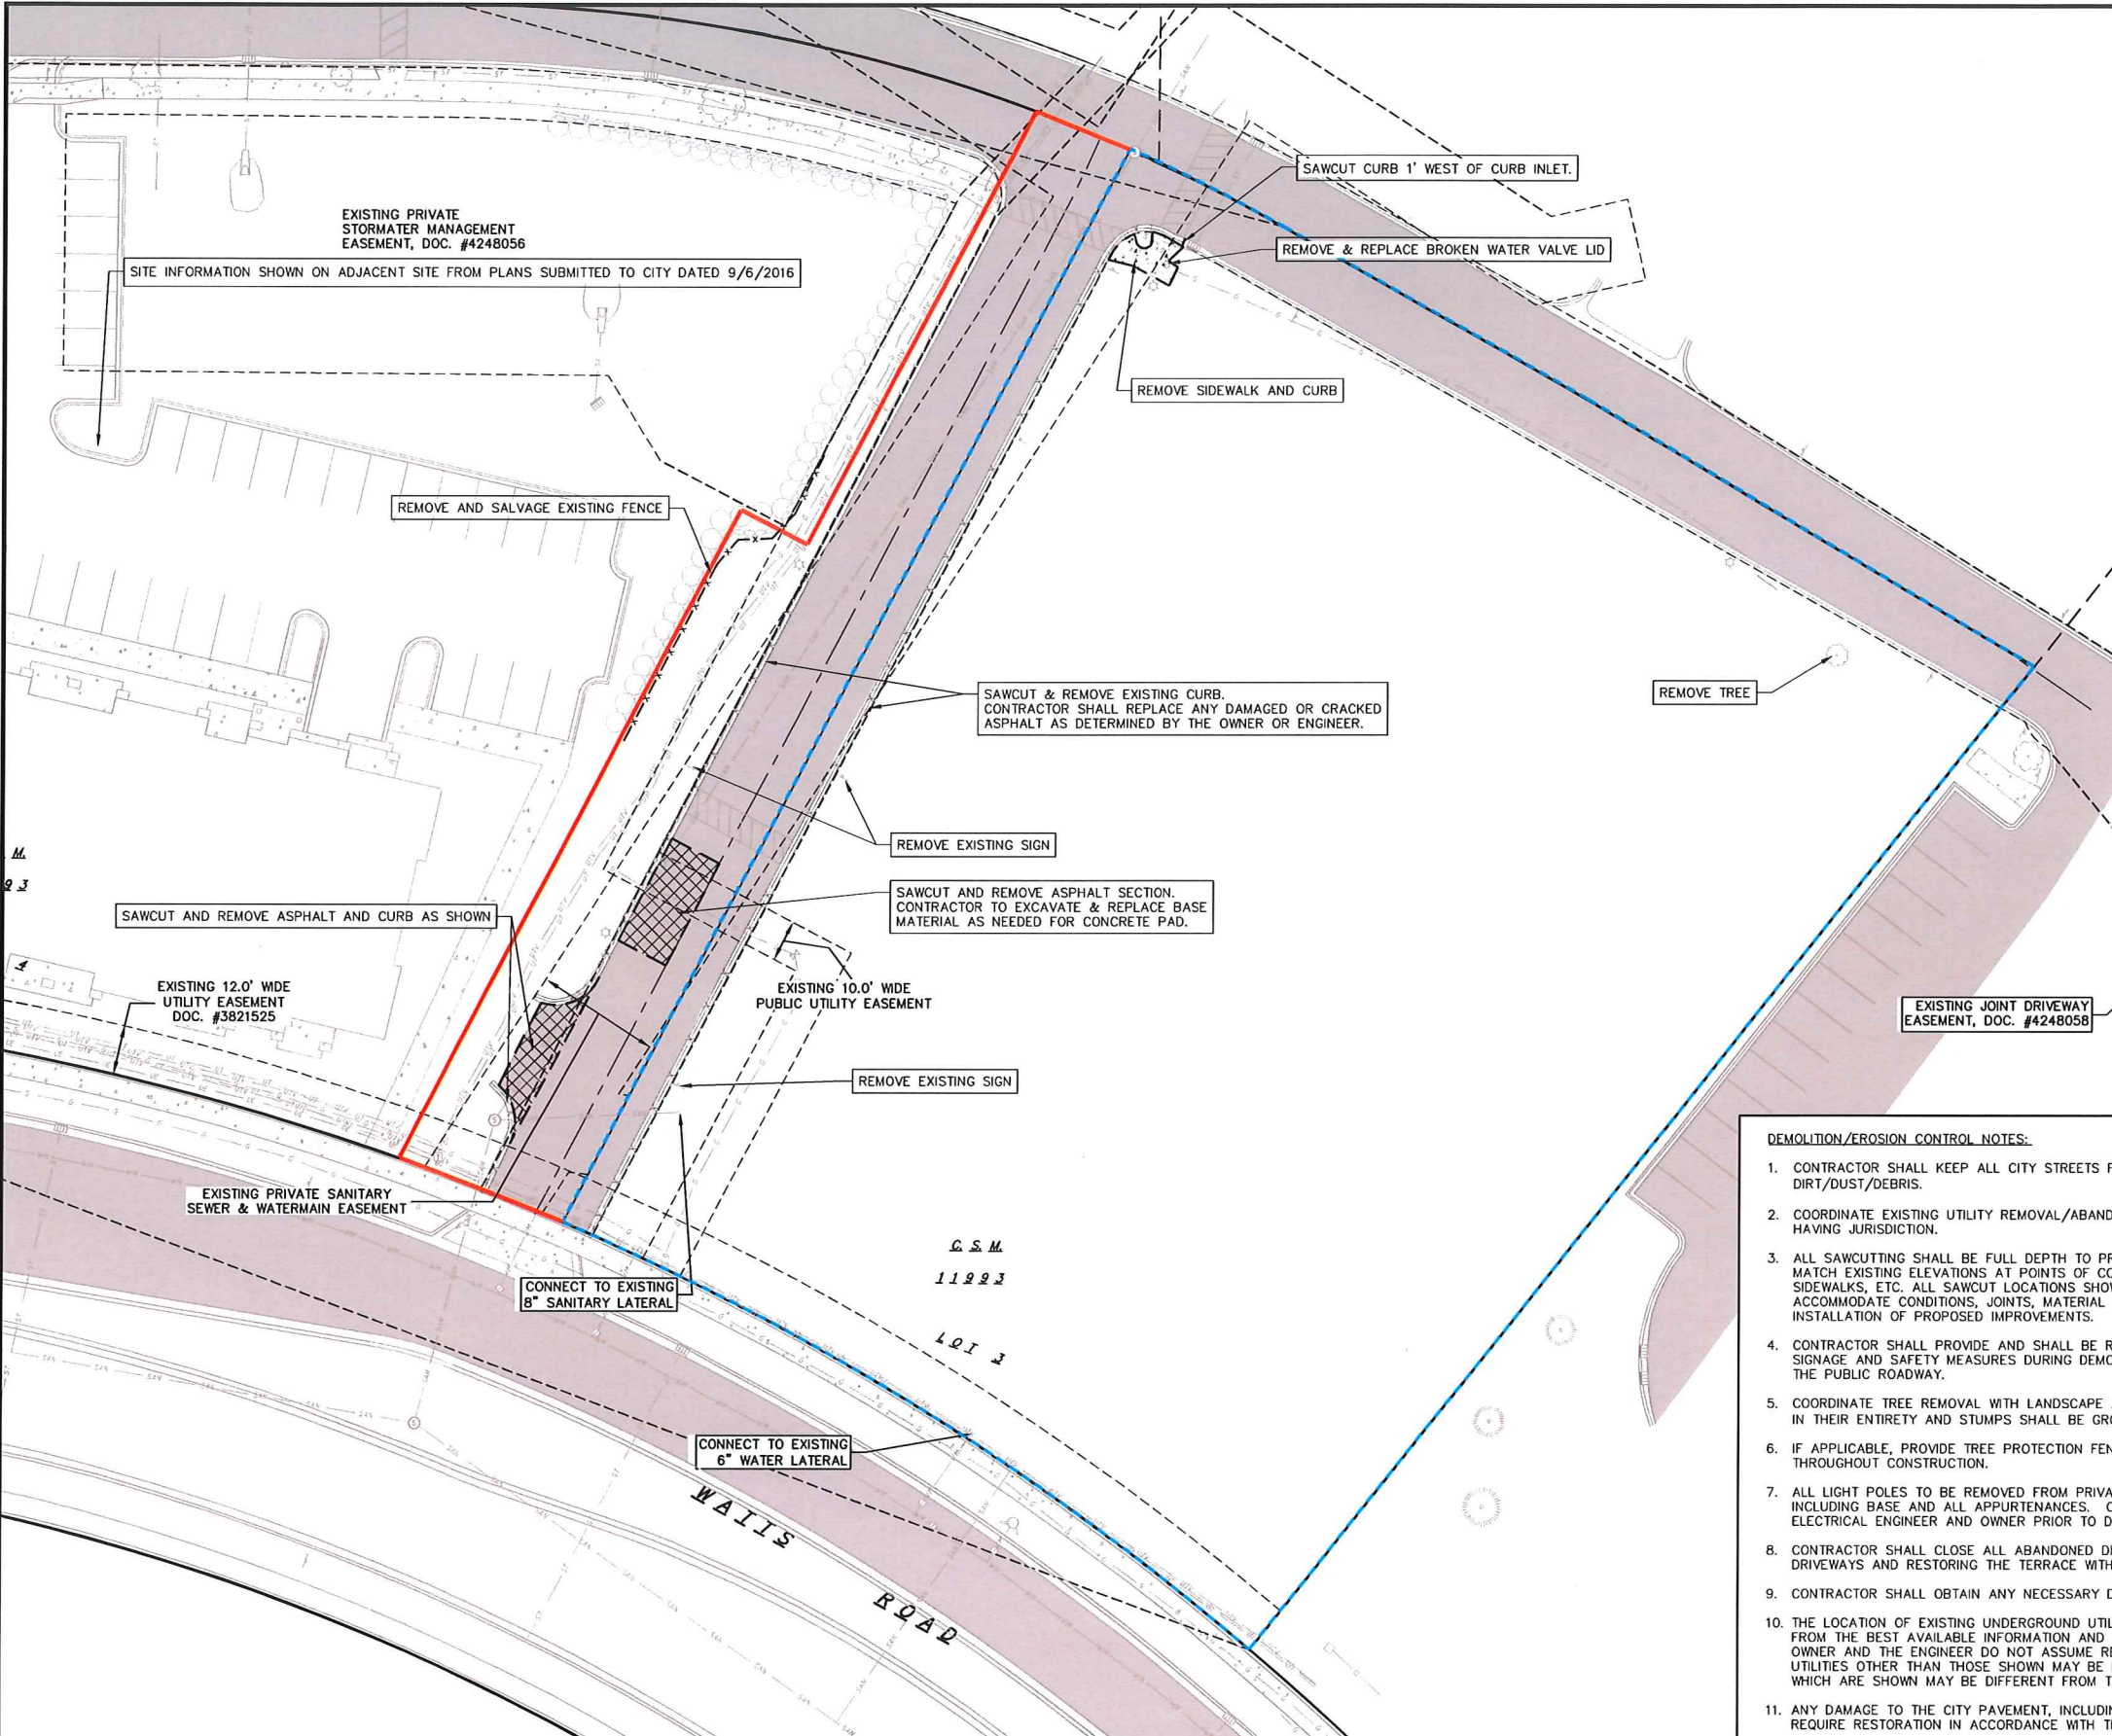 SAWCUT CURB 1' WEST OF CURB INLET.
EXISTING PRIVATE
STORMATER MANAGEMENT
EASEMENT, DOC. #4248056
REMOVE & REPLACE BROKEN WATER VALVE LID
SITE INFORMATION SHOWN ON ADJACENT SITE FROM PLANS SUBMITTED TO CITY DATED 9/6/2016
REMOVE SIDEWALK AND CURB
REMOVE AND SALVAGE EXISTING FENCE
SAWCUT & REMOVE EXISTING CURB.
CONTRACTOR SHALL REPLACE ANY DAMAGED OR CRACKED
ASPHALT AS DETERMINED BY THE OWNER OR ENGINEER.
REMOVE TREE
REMOVE EXISTING SIGN
M.
9 3
SAWCUT AND REMOVE ASPHALT SECTION.
CONTRACTOR TO EXCAVATE & REPLACE BASE
MATERIAL AS NEEDED FOR CONCRETE PAD.
SAWCUT AND REMOVE ASPHALT AND CURB AS SHOWN
4
EXISTING 12.0' WIDE
UTILITY EASEMENT
DOC. #3821525
EXISTING 10.0' WIDE
PUBLIC UTILITY EASEMENT
EXISTING JOINT DRIVEWAY
EASEMENT, DOC. #4248058
REMOVE EXISTING SIGN
EXISTING PRIVATE SANITARY
SEWER & WATERMAIN EASEMENT
C. S. M.
11993
LOT 3
CONNECT TO EXISTING
8" SANITARY LATERAL
CONNECT TO EXISTING
6" WATER LATERAL
WATTS
ROAD
DEMOLITION/EROSION CONTROL NOTES:
1. CONTRACTOR SHALL KEEP ALL CITY STREETS
DIRT/DUST/DEBRIS.
2. COORDINATE EXISTING UTILITY REMOVAL/ABAND
HAVING JURISDICTION.
3. ALL SAWCUTTING SHALL BE FULL DEPTH TO PR
MATCH EXISTING ELEVATIONS AT POINTS OF CO
SIDEWALKS, ETC. ALL SAWCUT LOCATIONS SHOW
ACCOMMODATE CONDITIONS, JOINTS, MATERIAL
INSTALLATION OF PROPOSED IMPROVEMENTS.
4. CONTRACTOR SHALL PROVIDE AND SHALL BE R
SIGNAGE AND SAFETY MEASURES DURING DEMO
THE PUBLIC ROADWAY.
5. COORDINATE TREE REMOVAL WITH LANDSCAPE
IN THEIR ENTIRETY AND STUMPS SHALL BE GR
6. IF APPLICABLE, PROVIDE TREE PROTECTION FEN
THROUGHOUT CONSTRUCTION.
7. ALL LIGHT POLES TO BE REMOVED FROM PRIVA
INCLUDING BASE AND ALL APPURTENANCES.
ELECTRICAL ENGINEER AND OWNER PRIOR TO D
8. CONTRACTOR SHALL CLOSE ALL ABANDONED
DRIVEWAYS AND RESTORING THE TERRACE WITH
9. CONTRACTOR SHALL OBTAIN ANY NECESSARY
10. THE LOCATION OF EXISTING UNDERGROUND UTIL
FROM THE BEST AVAILABLE INFORMATION AND
OWNER AND THE ENGINEER DO NOT ASSUME RE
UTILITIES OTHER THAN THOSE SHOWN MAY BE
WHICH ARE SHOWN MAY BE DIFFERENT FROM T
11. ANY DAMAGE TO THE CITY PAVEMENT, INCLUDIN
REQUIRE RESTORATION IN ACCORDANCE WITH T